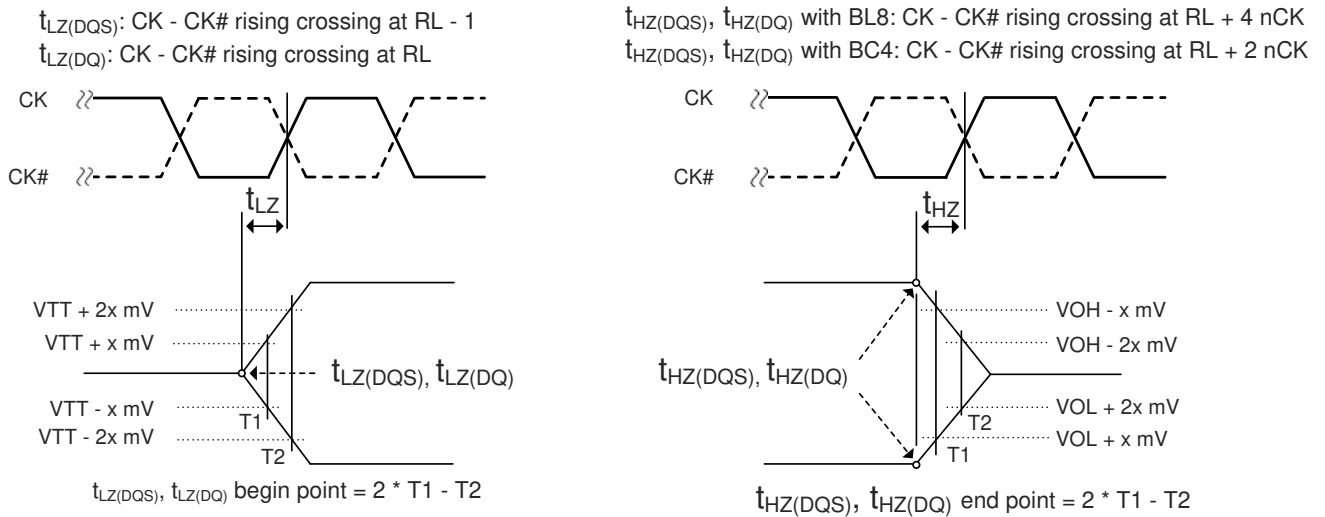 tLZ(DQS): CK - CK# rising crossing at RL - 1
tLZ(DQ): CK - CK# rising crossing at RL
CK
CK#
tLZ
VTT + 2x mV
VTT + x mV
VTT - x mV
VTT - 2x mV
tLZ(DQS), tLZ(DQ)
T1
T2
tLZ(DQS), tLZ(DQ) begin point = 2 * T1 - T2
tHZ(DQS), tHZ(DQ) with BL8: CK - CK# rising crossing at RL + 4 nCK
tHZ(DQS), tHZ(DQ) with BC4: CK - CK# rising crossing at RL + 2 nCK
CK
CK#
tHZ
VOH - x mV
VOH - 2x mV
tHZ(DQS), tHZ(DQ)
VOL + 2x mV
T2
VOL + x mV
T1
tHZ(DQS), tHZ(DQ) end point = 2 * T1 - T2